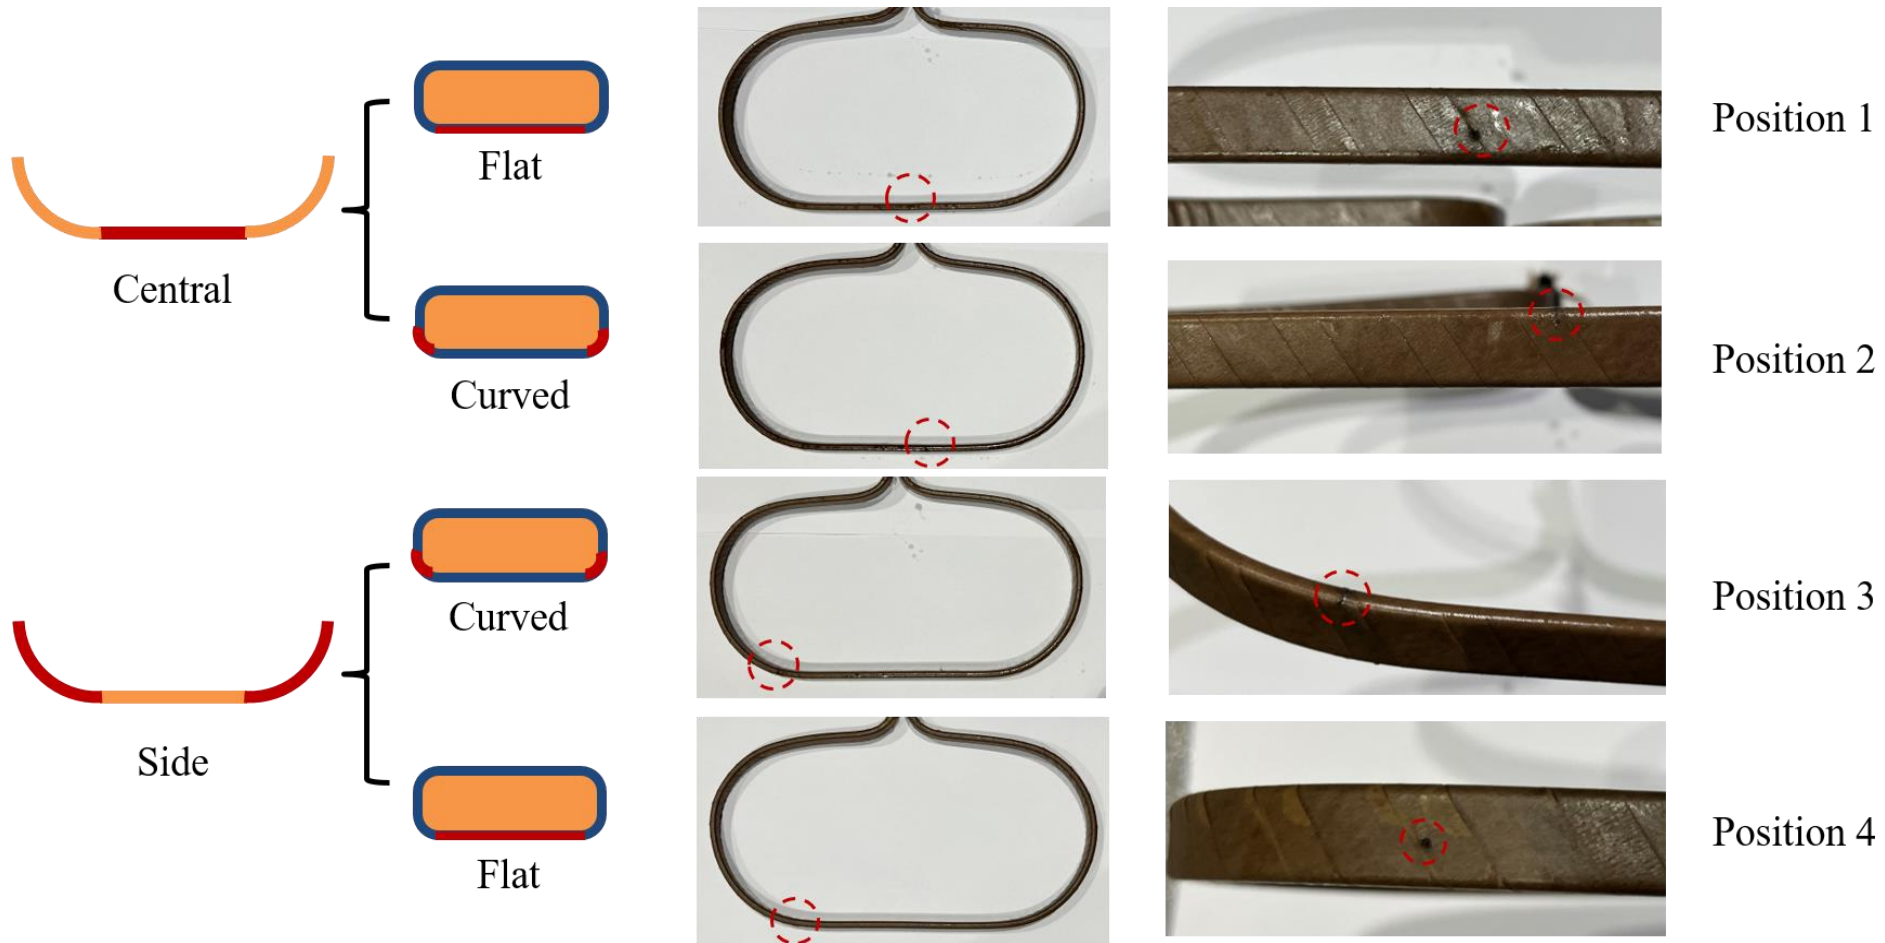 Flat
Position 1
Central
Curved
Position 2
Curved
Position 3
Side
Flat
Position 4